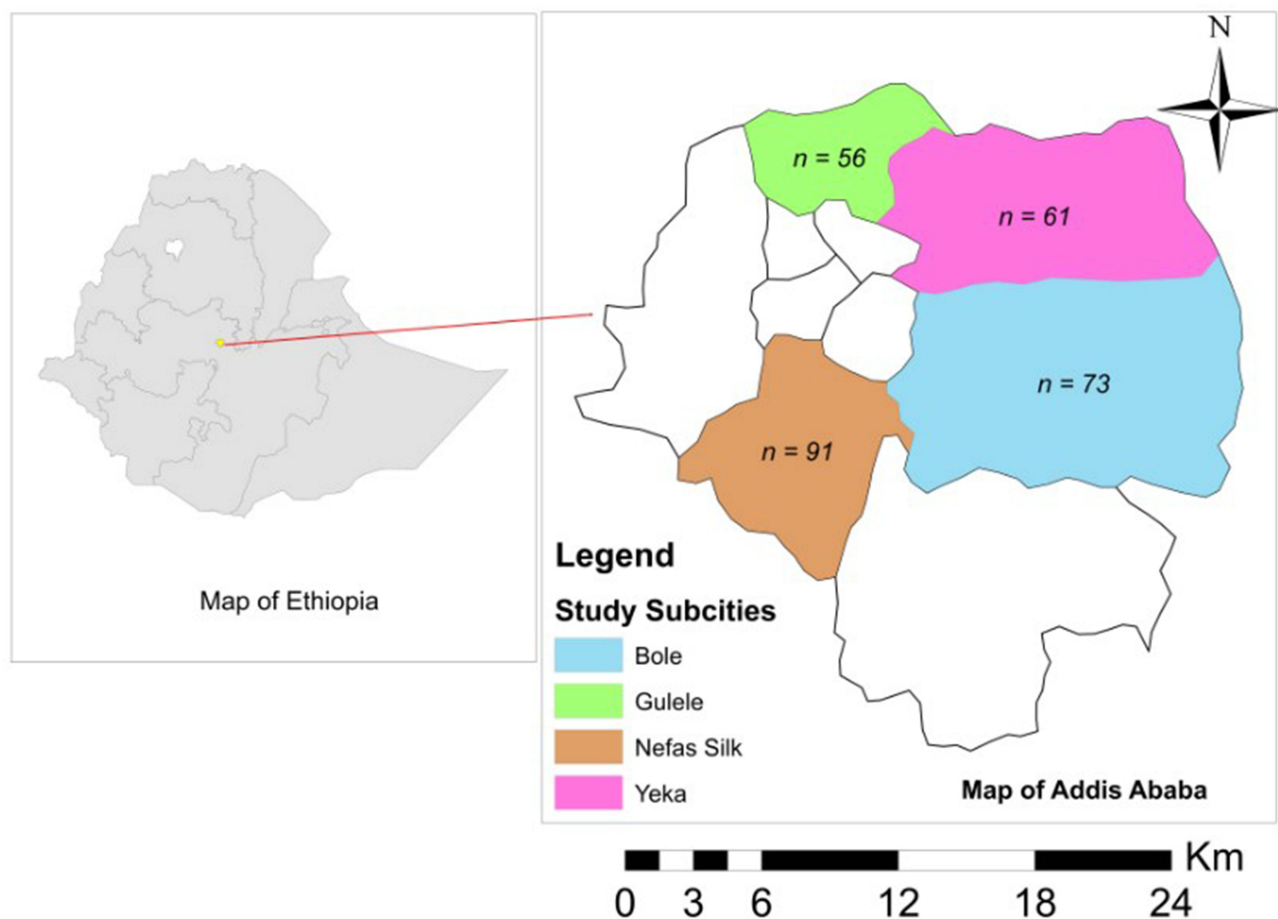 N
n = 56
n = 61
n = 73
n = 91
Map of Ethiopia
Legend
Study Subcities
Bole
Gulele
Nefas Silk
Yeka
Map of Addis Ababa
Km
0 3 6 12 18 24